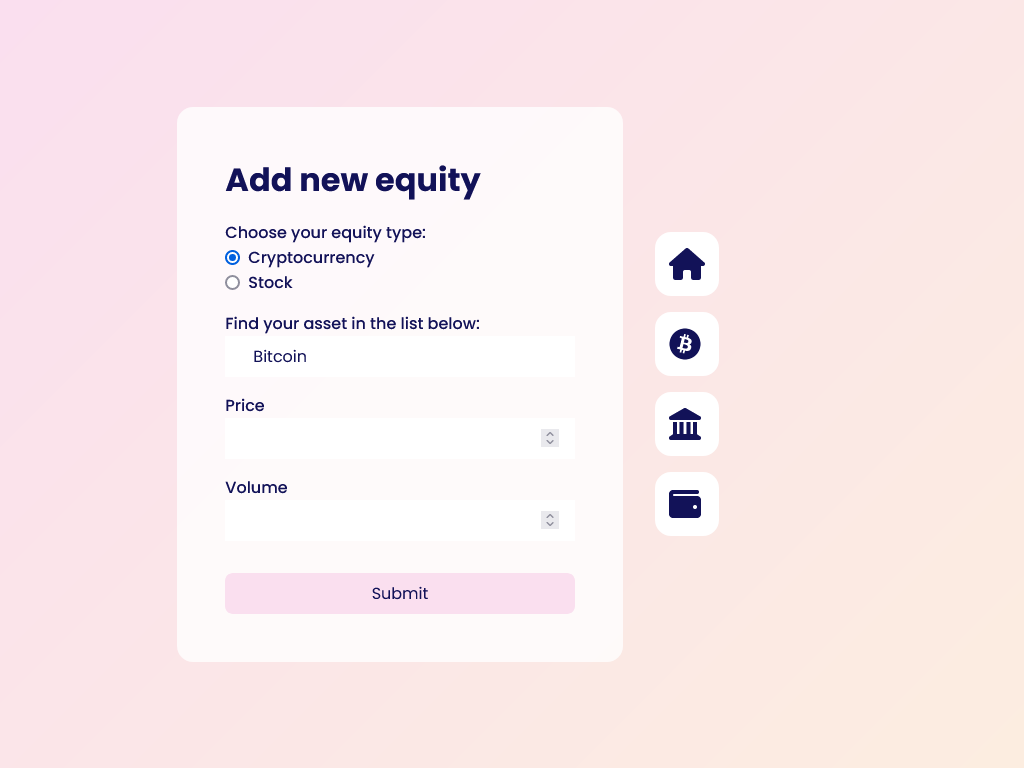 Add new equity
Choose your equity type:
Cryptocurrency
Stock
Find your asset in the list below:
Bitcoin
Price
Volume
Submit